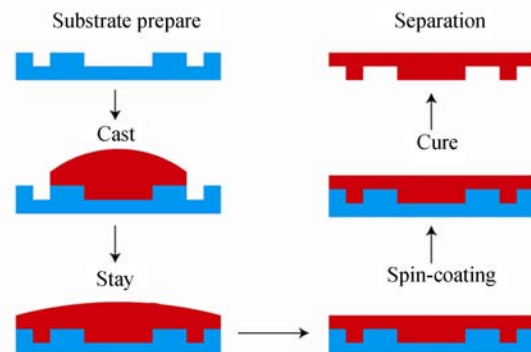 Substrate prepare
Cast
Stay
Separation
Cure
Spin-coating